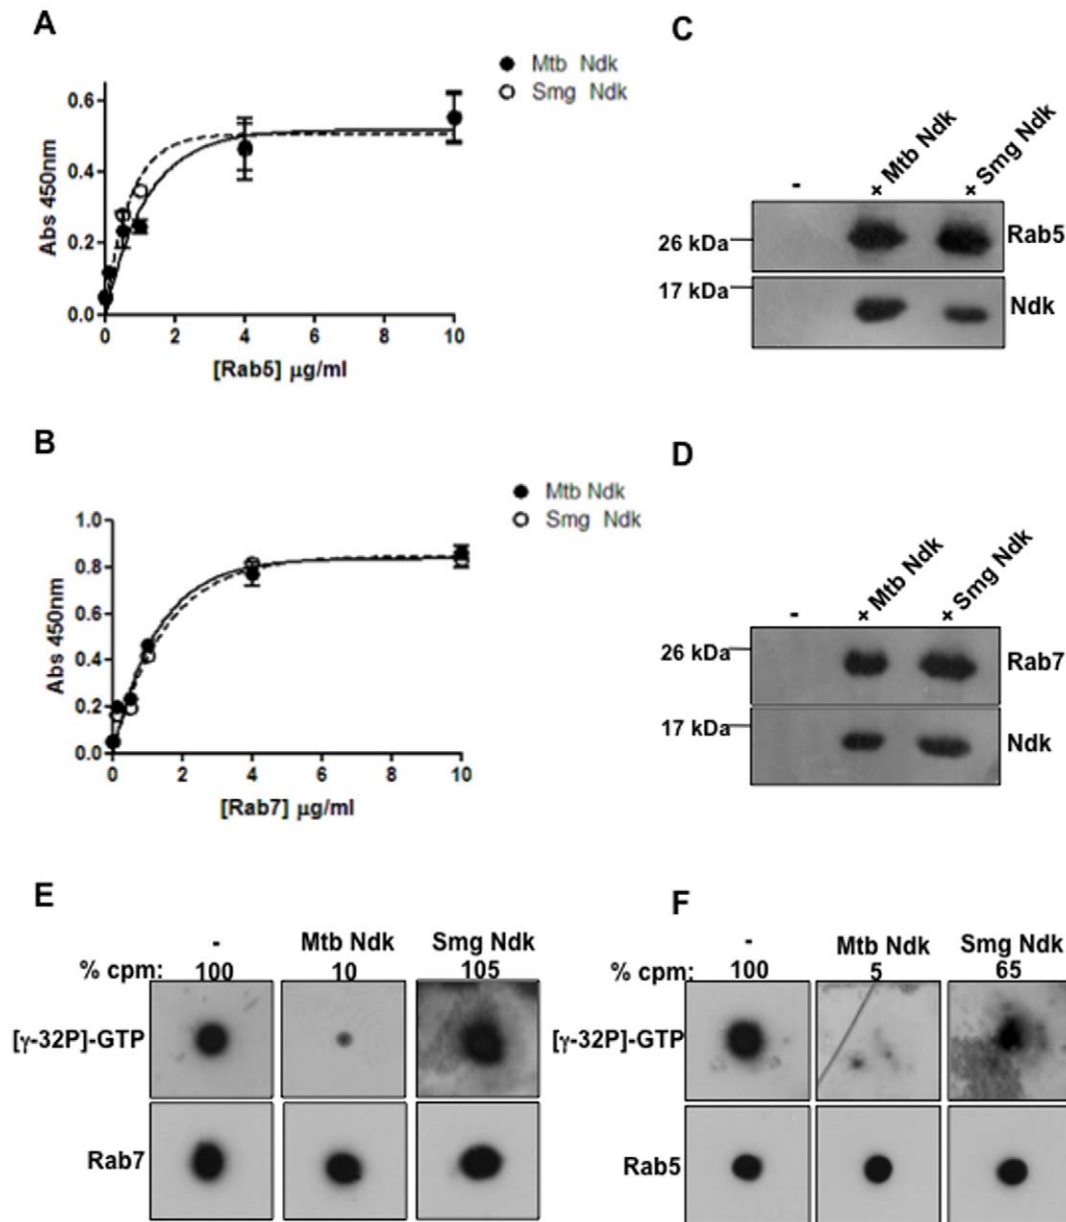 A
Mtb Ndk
Smg Ndk
0.6
0.4
0.2
0.0
Abs 450nm
0 2 4 6 8 10
[Rab5] µg/ml
B
Mtb Ndk
Smg Ndk
1.0
0.8
0.6
0.4
0.2
0.0
Abs 450nm
0 2 4 6 8 10
[Rab7] µg/ml
C
- + Mtb Ndk + Smg Ndk
26 kDa Rab5
17 kDa Ndk
D
- + Mtb Ndk + Smg Ndk
26 kDa Rab7
17 kDa Ndk
E
- Mtb Ndk Smg Ndk
% cpm: 100 10 105
[γ-32P]-GTP
Rab7
F
- Mtb Ndk Smg Ndk
% cpm: 100 5 65
[γ-32P]-GTP
Rab5